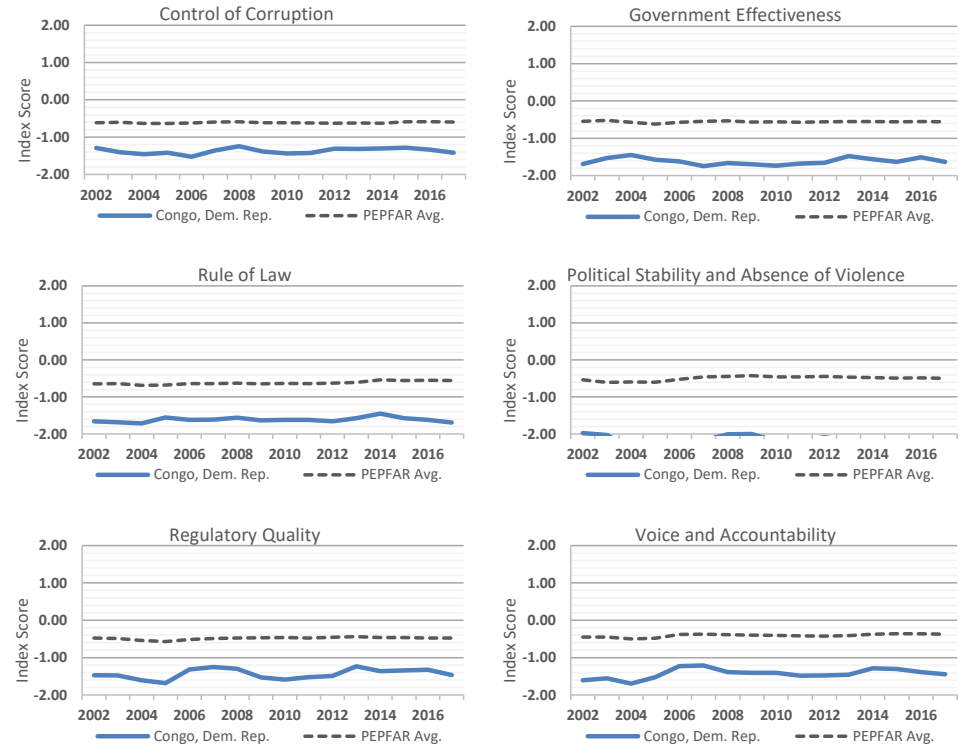 Control of Corruption
2.00
1.00
0.00
-1.00
-2.00
Index Score
2002 2004 2006 2008 2010 2012 2014 2016
Congo, Dem. Rep. PEPFAR Avg.
Government Effectiveness
2.00
1.00
0.00
-1.00
-2.00
Index Score
2002 2004 2006 2008 2010 2012 2014 2016
Congo, Dem. Rep. PEPFAR Avg.
Rule of Law
2.00
1.00
0.00
-1.00
-2.00
Index Score
2002 2004 2006 2008 2010 2012 2014 2016
Congo, Dem. Rep. PEPFAR Avg.
Political Stability and Absence of Violence
2.00
1.00
0.00
-1.00
-2.00
Index Score
2002 2004 2006 2008 2010 2012 2014 2016
Congo, Dem. Rep. PEPFAR Avg.
Regulatory Quality
2.00
1.00
0.00
-1.00
-2.00
Index Score
2002 2004 2006 2008 2010 2012 2014 2016
Congo, Dem. Rep. PEPFAR Avg.
Voice and Accountability
2.00
1.00
0.00
-1.00
-2.00
Index Score
2002 2004 2006 2008 2010 2012 2014 2016
Congo, Dem. Rep. PEPFAR Avg.